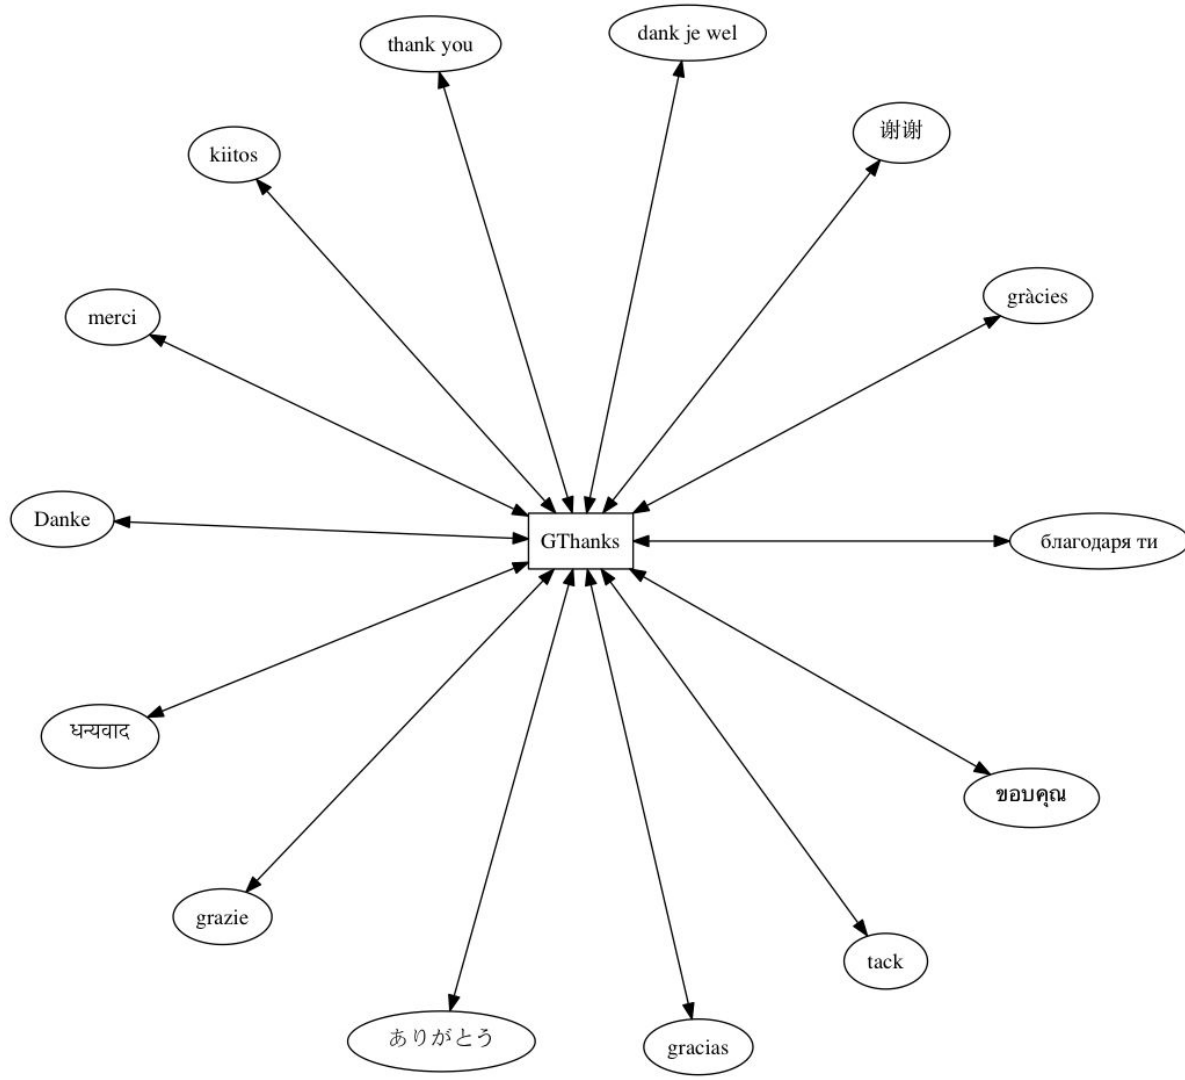 dank je wel
thank you
谢谢
kiitos
gràcies
merci
Danke
GThanks
благодаря ти
धन्यवाद
ขอบคุณ
grazie
tack
ありがとう
gracias